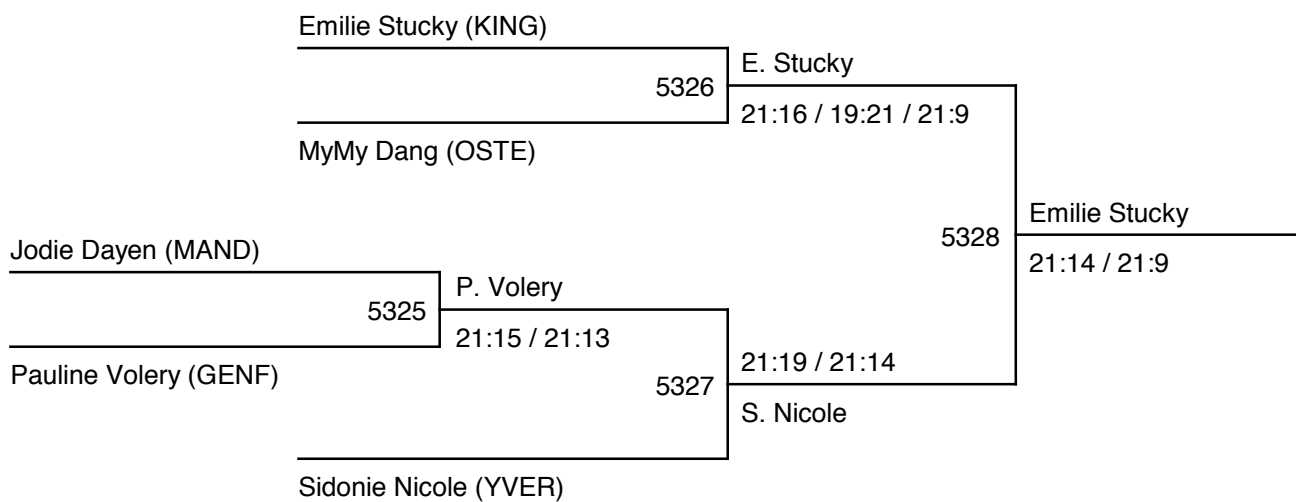 Emilie Stucky (KING)
5326
E. Stucky
21:16 / 19:21 / 21:9
MyMy Dang (OSTE)
5328
Emilie Stucky
21:14 / 21:9
Jodie Dayen (MAND)
5325
P. Volery
21:15 / 21:13
Pauline Volery (GENF)
5327
21:19 / 21:14
S. Nicole
Sidonie Nicole (YVER)